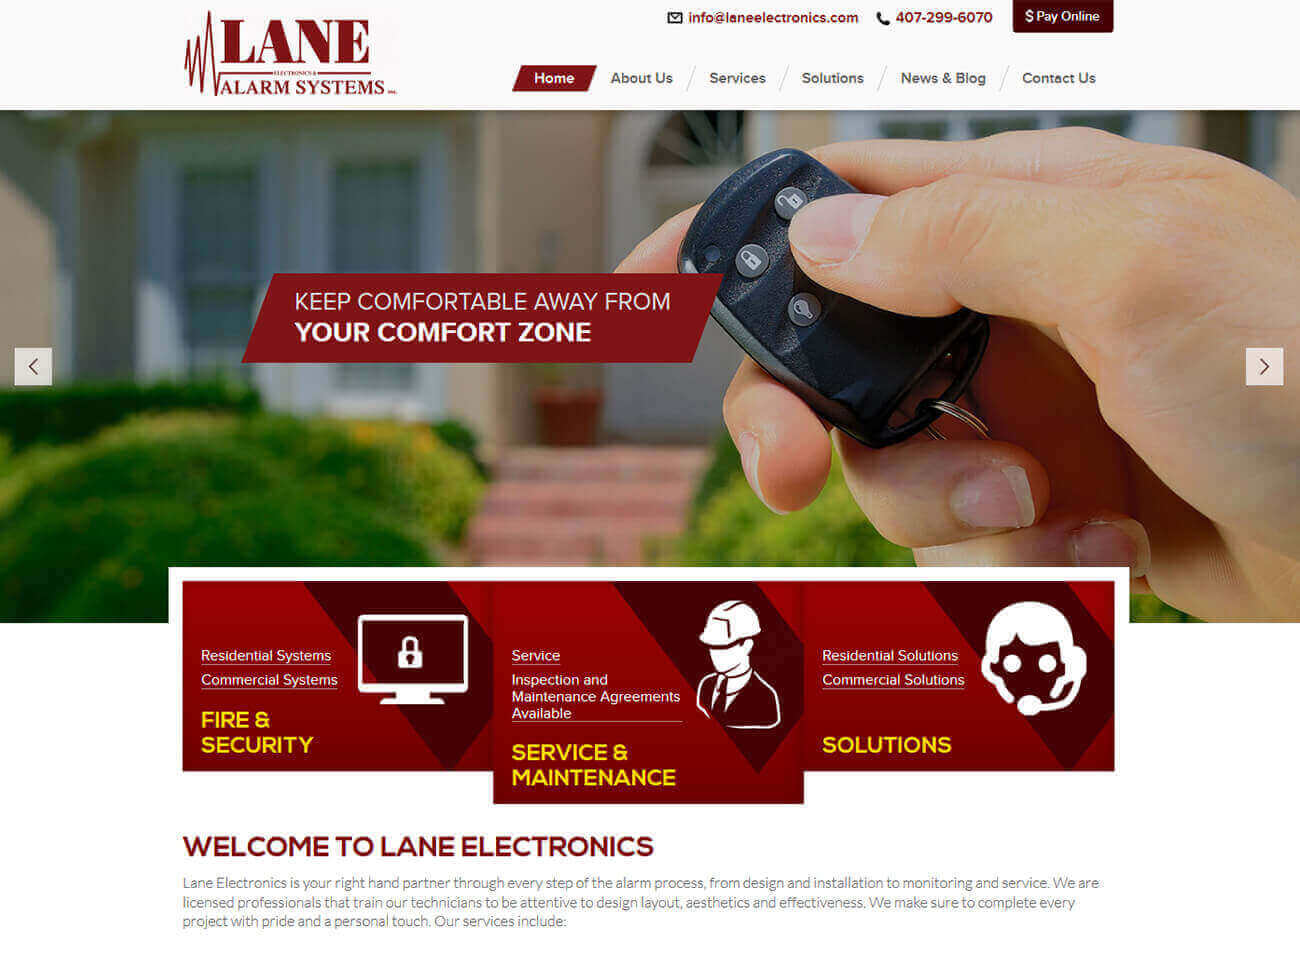 LANE
ELECTRONICS &
ALARM SYSTEMS INC.
info@laneelectronics.com
407-299-6070
$ Pay Online
Home
About Us
Services
Solutions
News & Blog
Contact Us
KEEP COMFORTABLE AWAY FROM
YOUR COMFORT ZONE
Residential Systems
Commercial Systems
FIRE &
SECURITY
Service
Inspection and
Maintenance Agreements
Available
SERVICE &
MAINTENANCE
Residential Solutions
Commercial Solutions
SOLUTIONS
WELCOME TO LANE ELECTRONICS
Lane Electronics is your right hand partner through every step of the alarm process, from design and installation to monitoring and service. We are
licensed professionals that train our technicians to be attentive to design layout, aesthetics and effectiveness. We make sure to complete every
project with pride and a personal touch. Our services include: